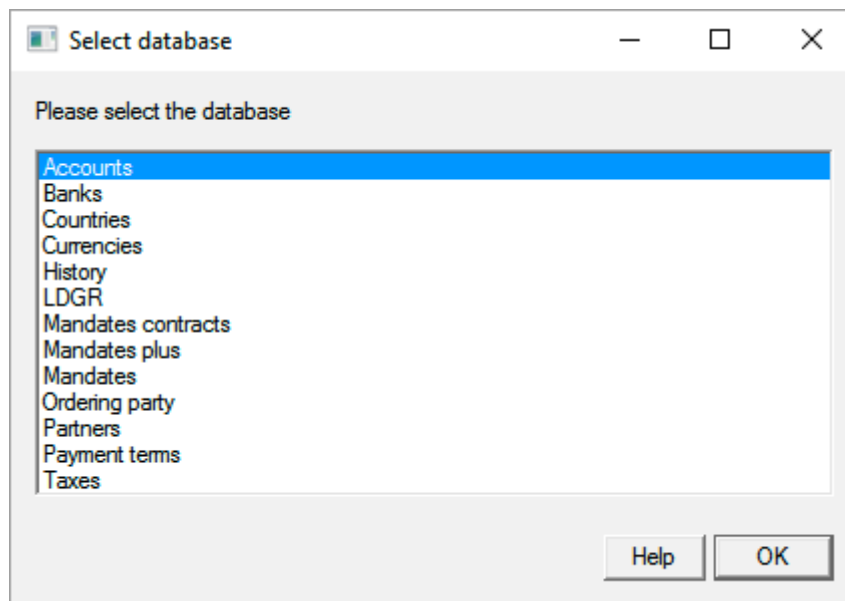 Select database
Please select the database
Accounts
Banks
Countries
Currencies
History
LDGR
Mandates contracts
Mandates plus
Mandates
Ordering party
Partners
Payment terms
Taxes
Help
OK